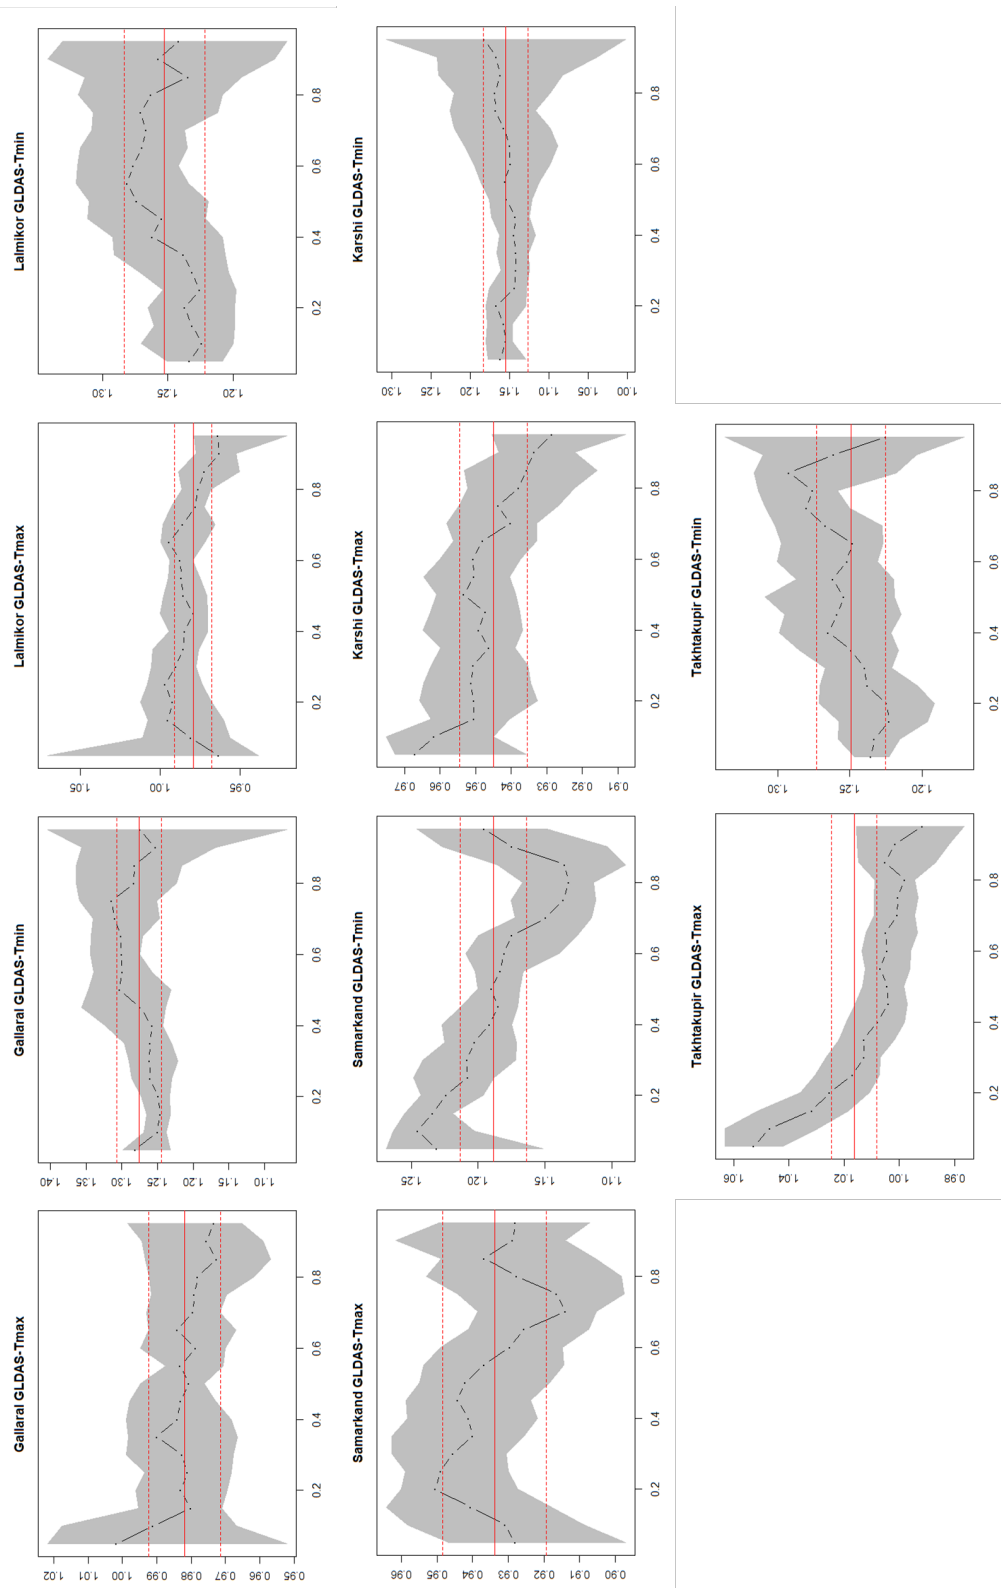 Gallaral GLDAS-Tmax
1.02
1.01
1.00
0.99
0.98
0.97
0.96
0.95
0.2 0.4 0.6 0.8
Gallaral GLDAS-Tmin
1.40
1.35
1.30
1.25
1.20
1.15
1.10
0.2 0.4 0.6 0.8
Lalmikor GLDAS-Tmax
1.05
1.00
0.95
0.2 0.4 0.6 0.8
Lalmikor GLDAS-Tmin
1.30
1.25
1.20
0.2 0.4 0.6 0.8
Samarkand GLDAS-Tmax
0.96
0.95
0.94
0.93
0.92
0.91
0.90
0.2 0.4 0.6 0.8
Samarkand GLDAS-Tmin
1.25
1.20
1.15
1.10
0.2 0.4 0.6 0.8
Karshi GLDAS-Tmax
0.97
0.96
0.95
0.94
0.93
0.92
0.91
0.2 0.4 0.6 0.8
Karshi GLDAS-Tmin
1.30
1.25
1.20
1.15
1.10
1.05
1.00
0.2 0.4 0.6 0.8
Takhtakupir GLDAS-Tmax
1.06
1.04
1.02
1.00
0.98
0.2 0.4 0.6 0.8
Takhtakupir GLDAS-Tmin
1.30
1.25
1.20
0.2 0.4 0.6 0.8